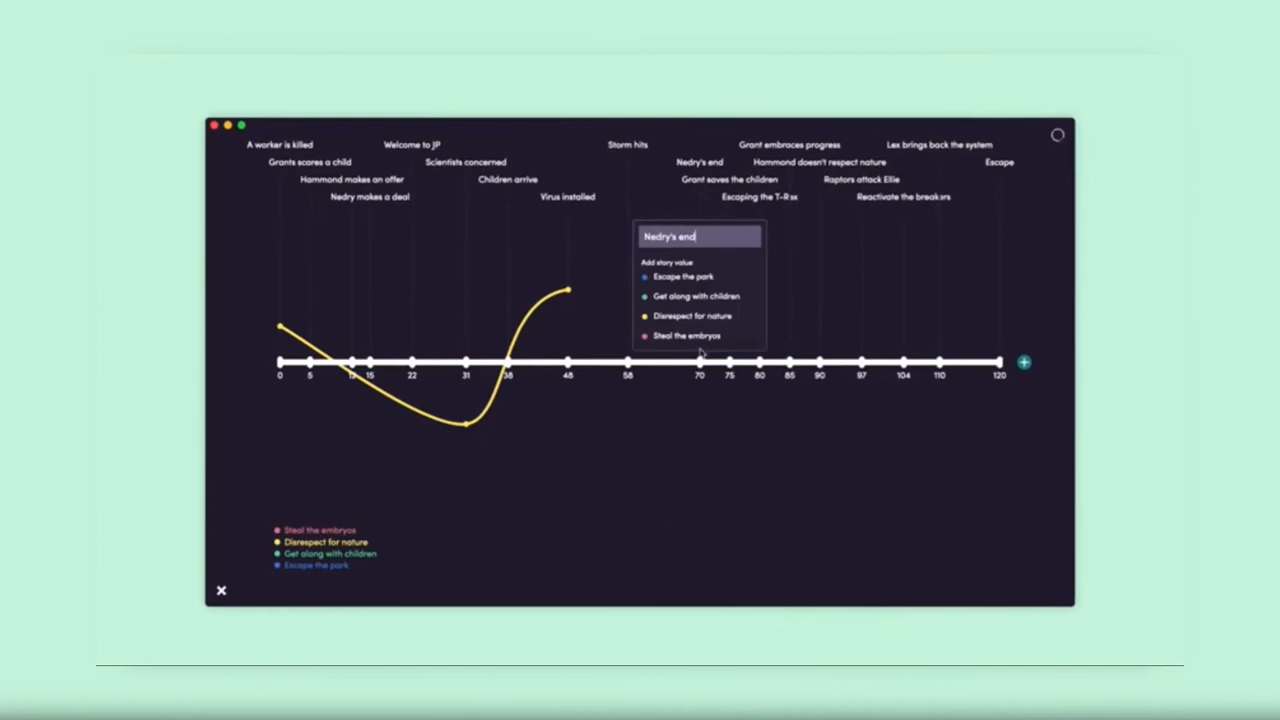 A worker is killed
Welcome to JP
Storm hits
Grant embraces progress
Lex brings back the system
Grants scares a child
Scientists concerned
Nedry's end
Hammond doesn't respect nature
Escape
Hammond makes an offer
Children arrive
Grant saves the children
Raptors attack Ellie
Nedry makes a deal
Virus installed
Escaping the T-Rex
Reactivate the breakers
Nedry's end
Add story value
Escape the park
Get along with children
Disrespect for nature
Steal the embryos
0 5 12 15 22 31 38 48 58 70 75 80 85 90 97 104 110 120
Steal the embryos
Disrespect for nature
Get along with children
Escape the park